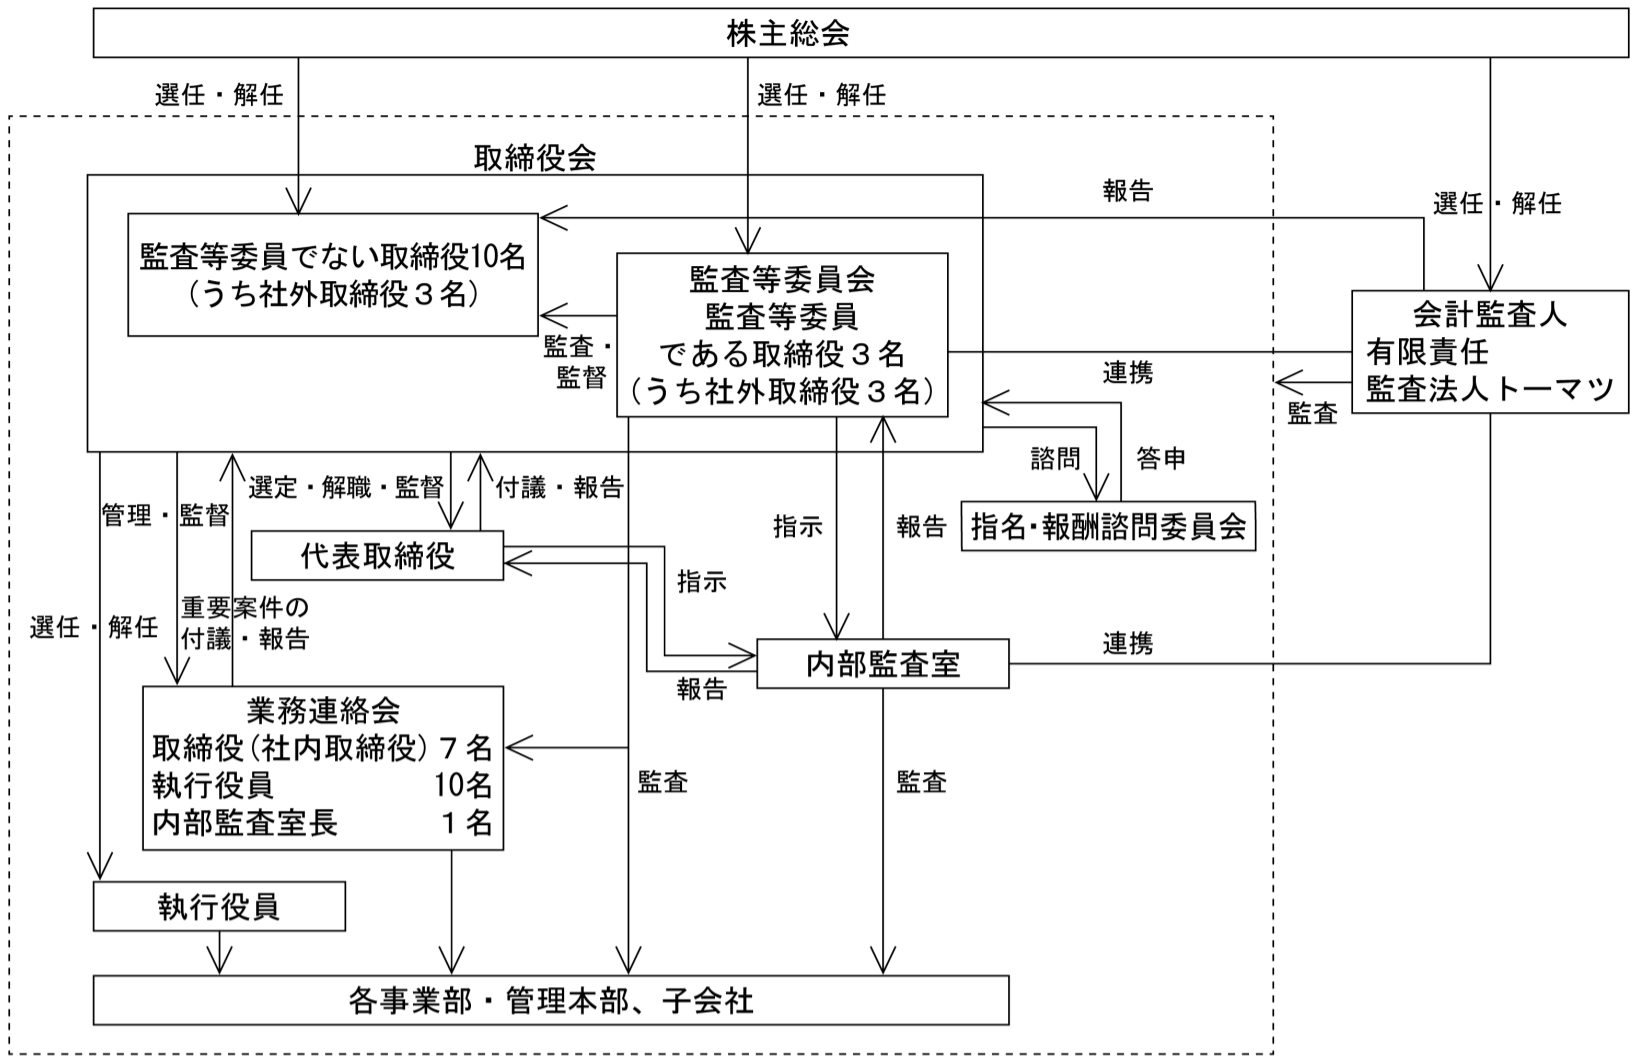 株主総会
選任・解任
選任・解任
選任・解任
取締役会
報告
監査等委員でない取締役10名
(うち社外取締役３名)
監査等委員会
監査等委員
である取締役３名
(うち社外取締役３名)
監査・
監督
会計監査人
有限責任
監査法人トーマツ
連携
監査
諮問
答申
指名・報酬諮問委員会
管理・監督
選定・解職・監督
付議・報告
代表取締役
指示
報告
指示
報告
選任・解任
重要案件の
付議・報告
内部監査室
連携
業務連絡会
取締役(社内取締役) ７名
執行役員 10名
内部監査室長 １名
監査
監査
執行役員
各事業部・管理本部、子会社